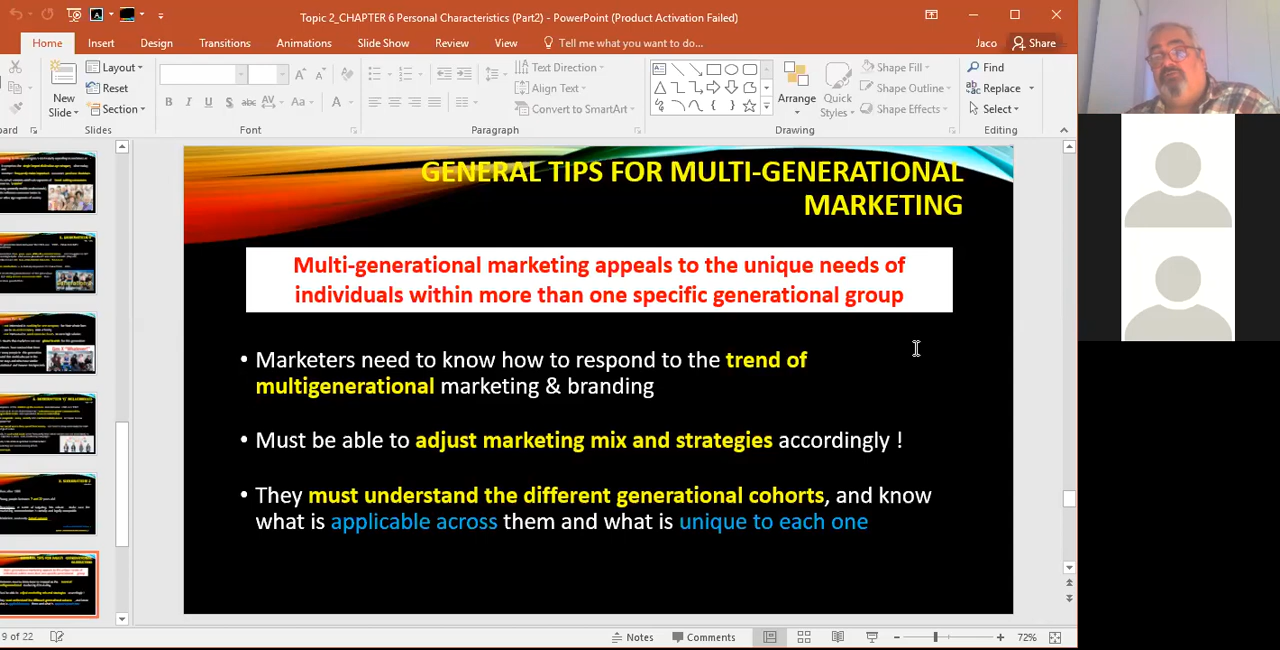 Topic 2_CHAPTER 6 Personal Characteristics (Part2) - PowerPoint (Product Activation Failed)
Home Insert Design Transitions Animations Slide Show Review View Tell me what you want to do... Jaco Share
Layout
Reset
New
Slide
Section
B I U S abc AV Aa A
Text Direction
Align Text
Convert to SmartArt
Arrange
Quick
Styles
Shape Fill
Shape Outline
Shape Effects
Find
Replace
Select
Slides Font Paragraph Drawing Editing
GENERAL TIPS FOR MULTI-GENERATIONAL
MARKETING
Multi-generational marketing appeals to the unique needs of
individuals within more than one specific generational group
• Marketers need to know how to respond to the trend of
multigenerational marketing & branding
• Must be able to adjust marketing mix and strategies accordingly !
• They must understand the different generational cohorts, and know
what is applicable across them and what is unique to each one
9 of 22 Notes Comments 72%